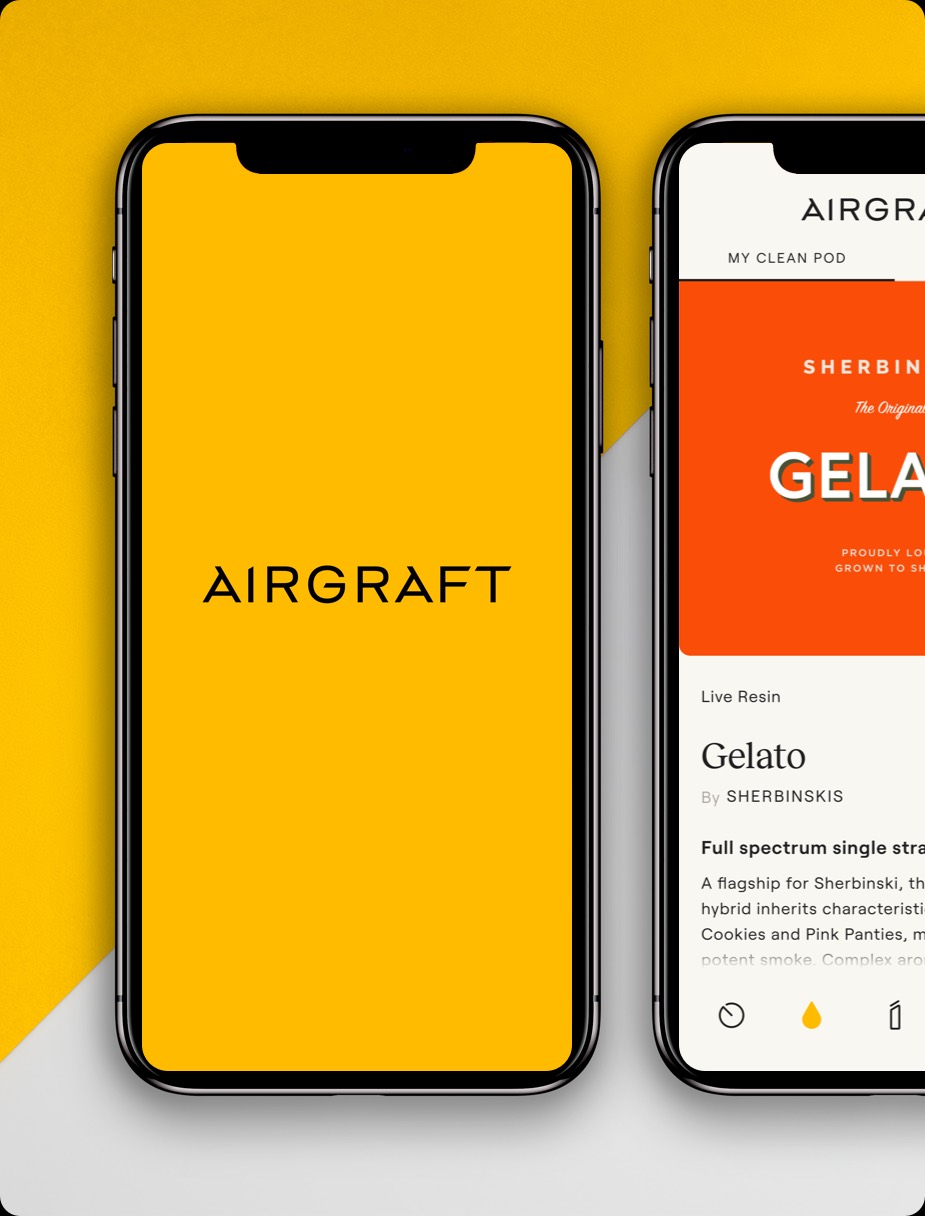 AIRGRAFT
AIRGRA
MY CLEAN POD
SHERBIN
The Original
GELA
PROUDLY LO
GROWN TO SH
Live Resin
Gelato
By SHERBINSKIS
Full spectrum single stra
A flagship for Sherbinski, th
hybrid inherits characteristi
Cookies and Pink Panties, m
potent smoke. Complex aro